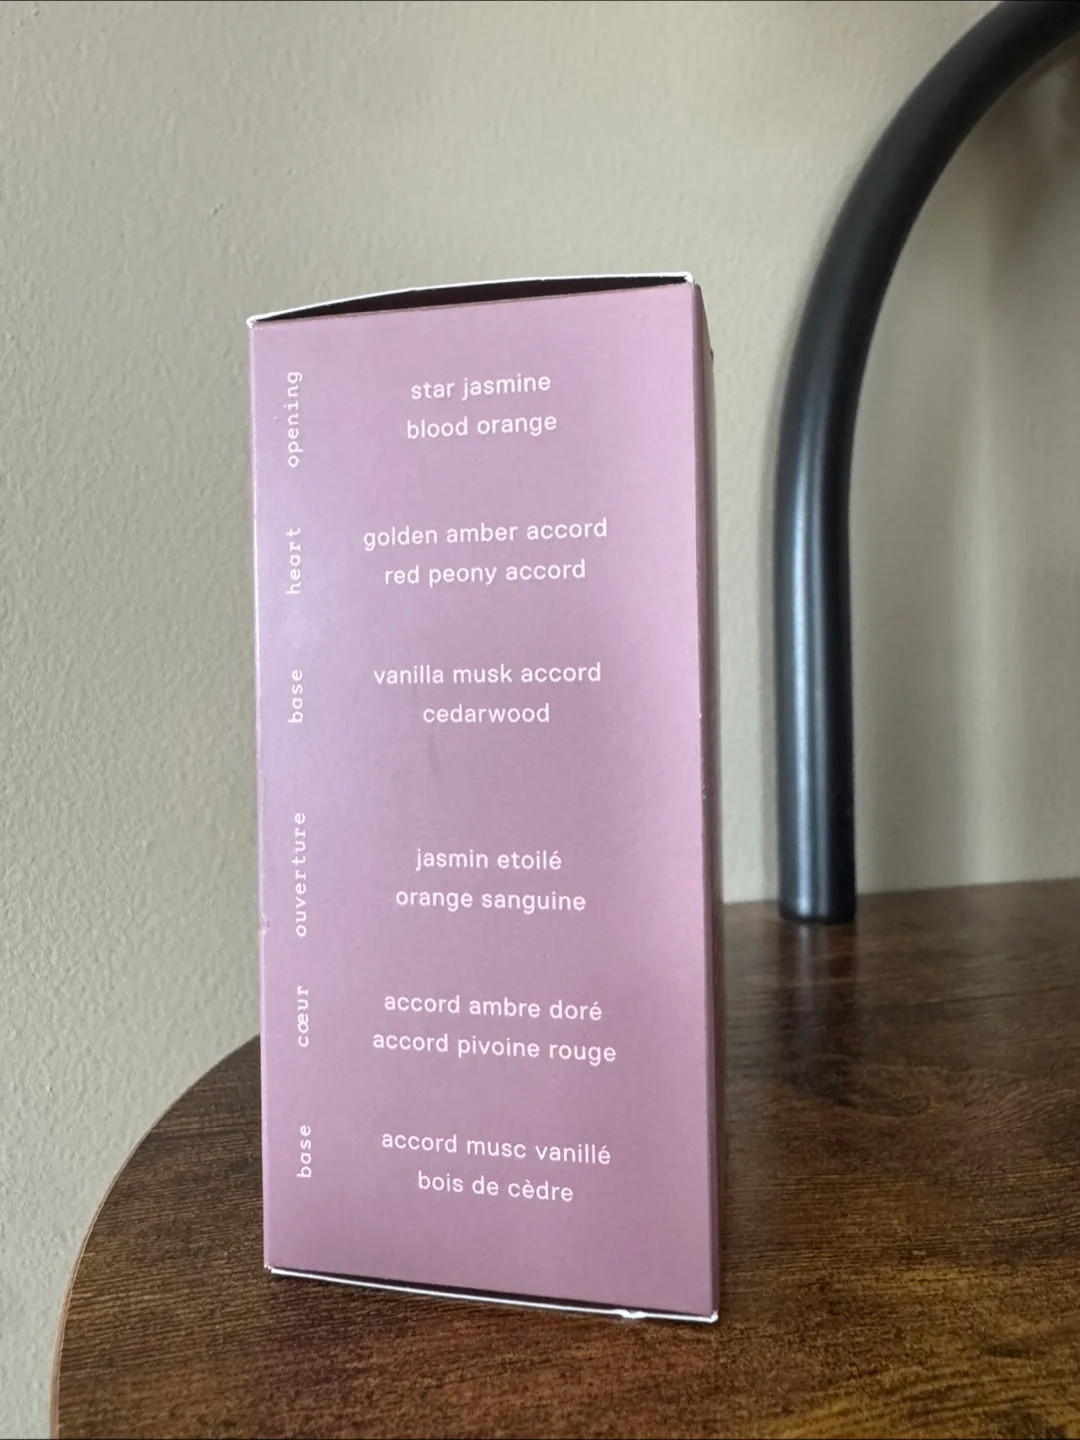 opening
star jasmine
blood orange
heart
golden amber accord
red peony accord
base
vanilla musk accord
cedarwood
ouverture
jasmin etoilé
orange sanguine
cœur
accord ambre doré
accord pivoine rouge
base
accord musc vanillé
bois de cèdre